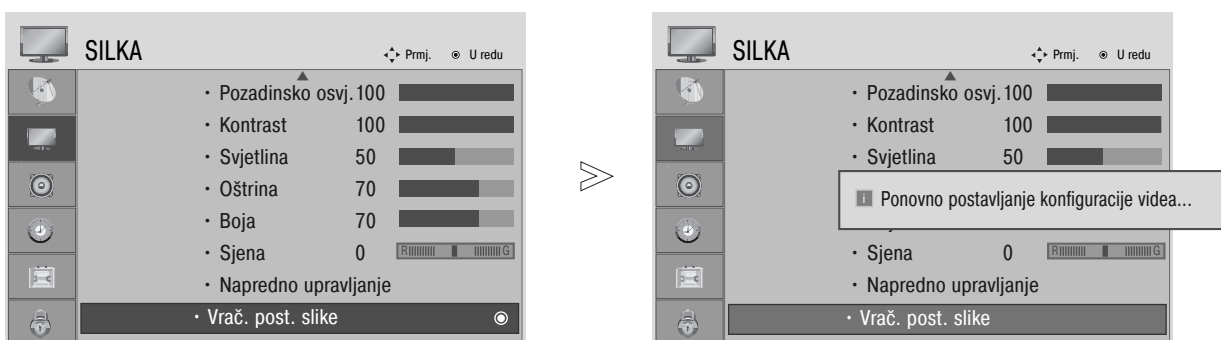 SILKA Prmj. U redu
· Pozadinsko osvj. 100
· Kontrast 100
· Svjetlina 50
· Oštrina 70
· Boja 70
· Sjena 0 R G
· Napredno upravljanje
· Vrač. post. slike
SILKA Prmj. U redu
· Pozadinsko osvj. 100
· Kontrast 100
· Svjetlina 50
i Ponovno postavljanje konfiguracije videa...
· Sjena 0 R G
· Napredno upravljanje
· Vrač. post. slike